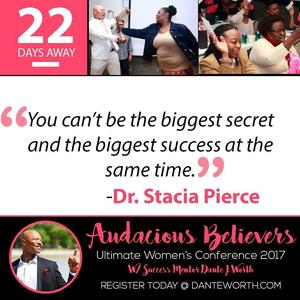 22
DAYS AWAY
“You can't be the biggest secret
and the biggest success at the
same time.”
-Dr. Stacia Pierce
Audacious Believers
Ultimate Women's Conference 2017
W/ Success Mentor Dante J. Worth
REGISTER TODAY @ DANTEWORTH.COM